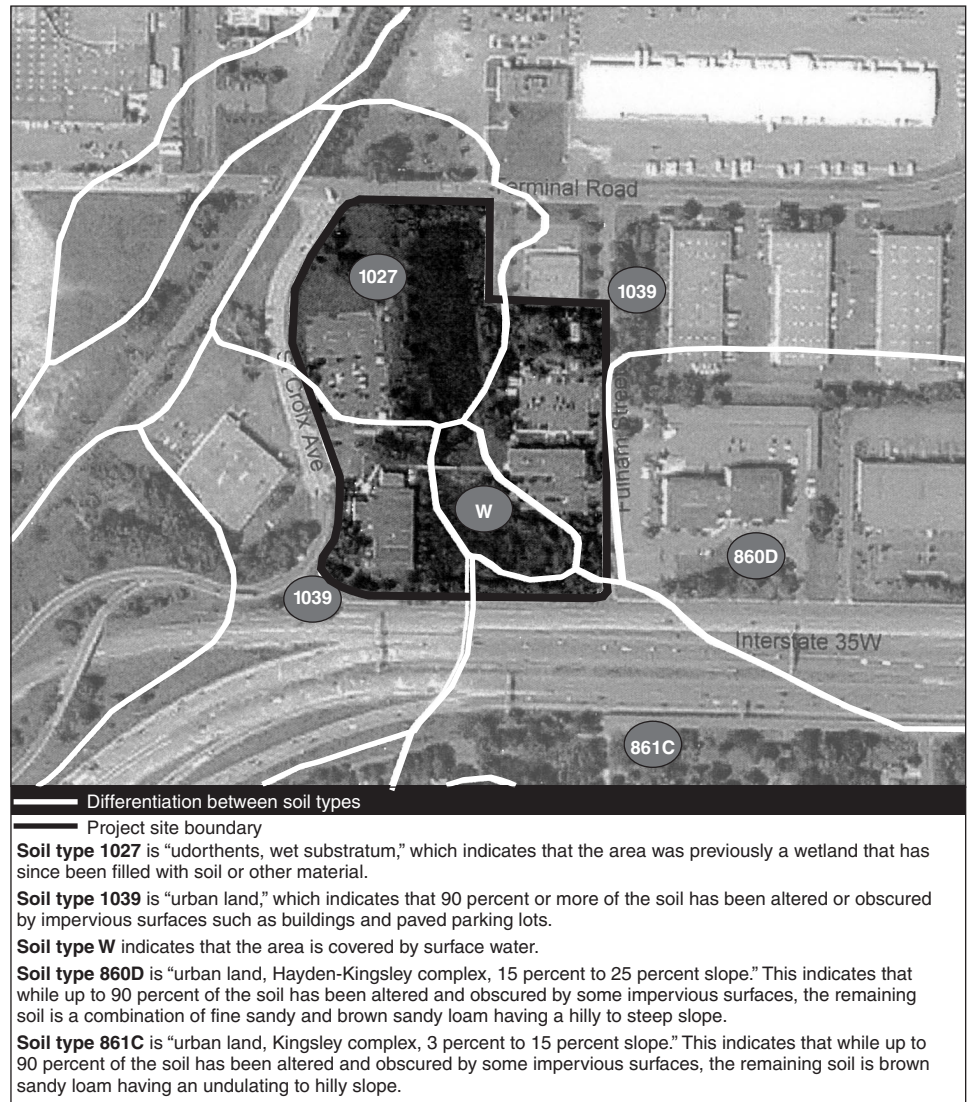 Terminal Road
1027
1039
St. Croix Ave
Fulham Street
W
860D
1039
Interstate 35W
861C
Differentiation between soil types
Project site boundary
Soil type 1027 is “udorthents, wet substratum,” which indicates that the area was previously a wetland that has
since been filled with soil or other material.
Soil type 1039 is “urban land,” which indicates that 90 percent or more of the soil has been altered or obscured
by impervious surfaces such as buildings and paved parking lots.
Soil type W indicates that the area is covered by surface water.
Soil type 860D is “urban land, Hayden-Kingsley complex, 15 percent to 25 percent slope.” This indicates that
while up to 90 percent of the soil has been altered and obscured by some impervious surfaces, the remaining
soil is a combination of fine sandy and brown sandy loam having a hilly to steep slope.
Soil type 861C is “urban land, Kingsley complex, 3 percent to 15 percent slope.” This indicates that while up to
90 percent of the soil has been altered and obscured by some impervious surfaces, the remaining soil is brown
sandy loam having an undulating to hilly slope.